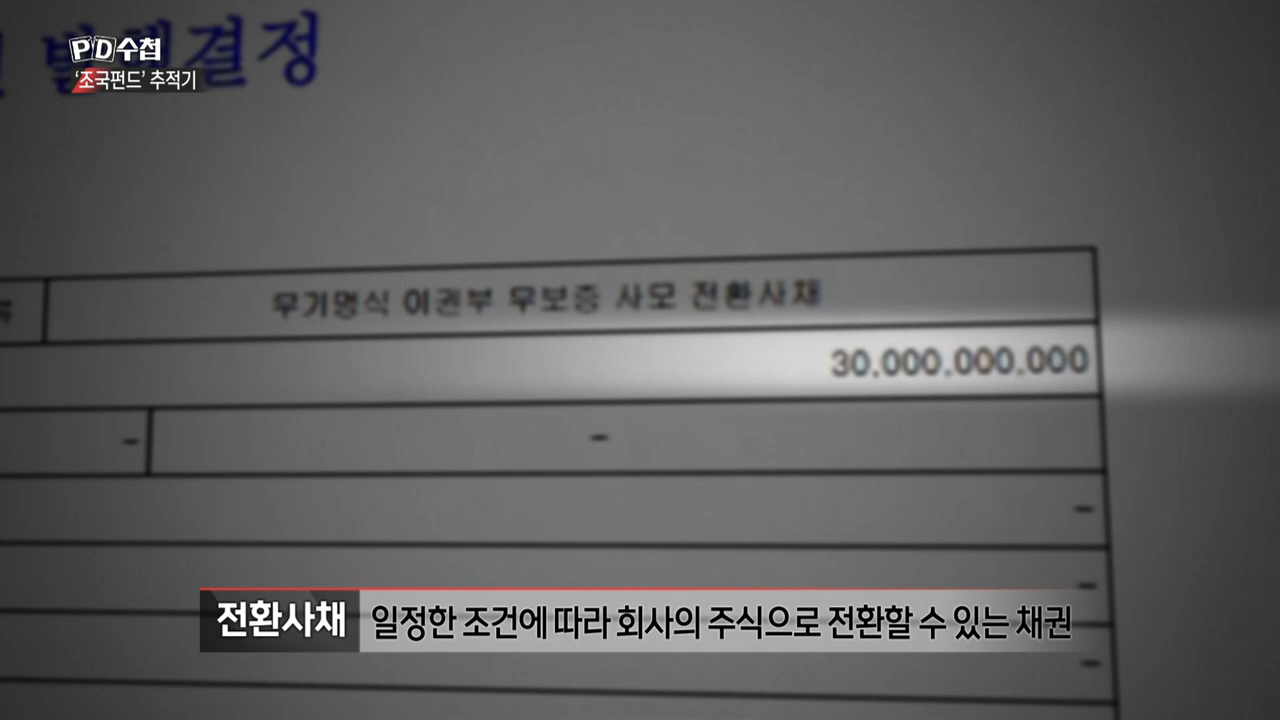 PD수첩
'조국펀드' 추적기
결정
무기명식 이권부 무보증 사모 전환사채
30,000,000,000
-
-
-
-
전환사채 일정한 조건에 따라 회사의 주식으로 전환할 수 있는 채권
-